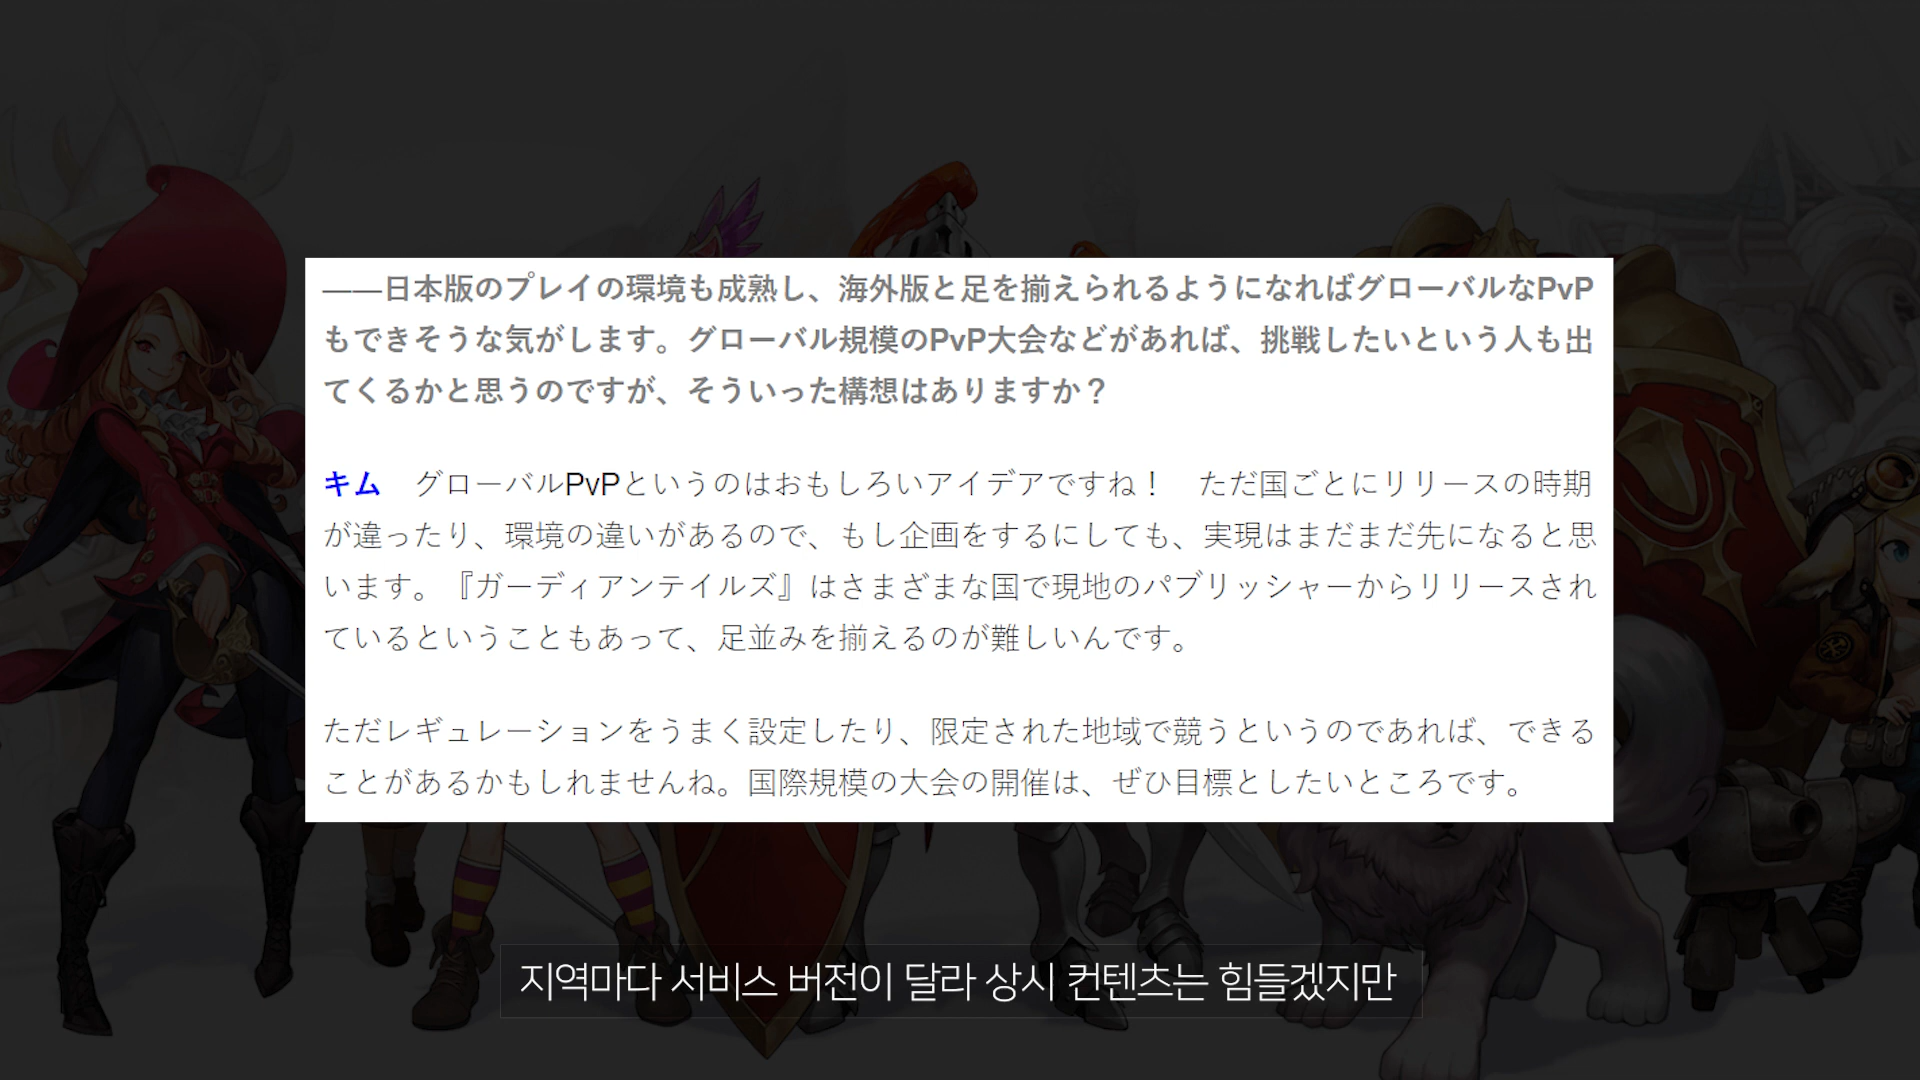 ――日本版のプレイの環境も成熟し、海外版と足を揃えられるようになればグローバルなPvP
もできそうな気がします。グローバル規模のPvP大会などがあれば、挑戦したいという人も出
てくるかと思うのですが、そういった構想はありますか？
キム　グローバルPvPというのはおもしろいアイデアですね！　ただ国ごとにリリースの時期
が違ったり、環境の違いがあるので、もし企画をするにしても、実現はまだまだ先になると思
います。『ガーディアンテイルズ』はさまざまな国で現地のパブリッシャーからリリースされ
ているということもあって、足並みを揃えるのが難しいんです。
ただレギュレーションをうまく設定したり、限定された地域で競うというのであれば、できる
ことがあるかもしれませんね。国際規模の大会の開催は、ぜひ目標としたいところです。
지역마다 서비스 버전이 달라 상시 컨텐츠는 힘들겠지만